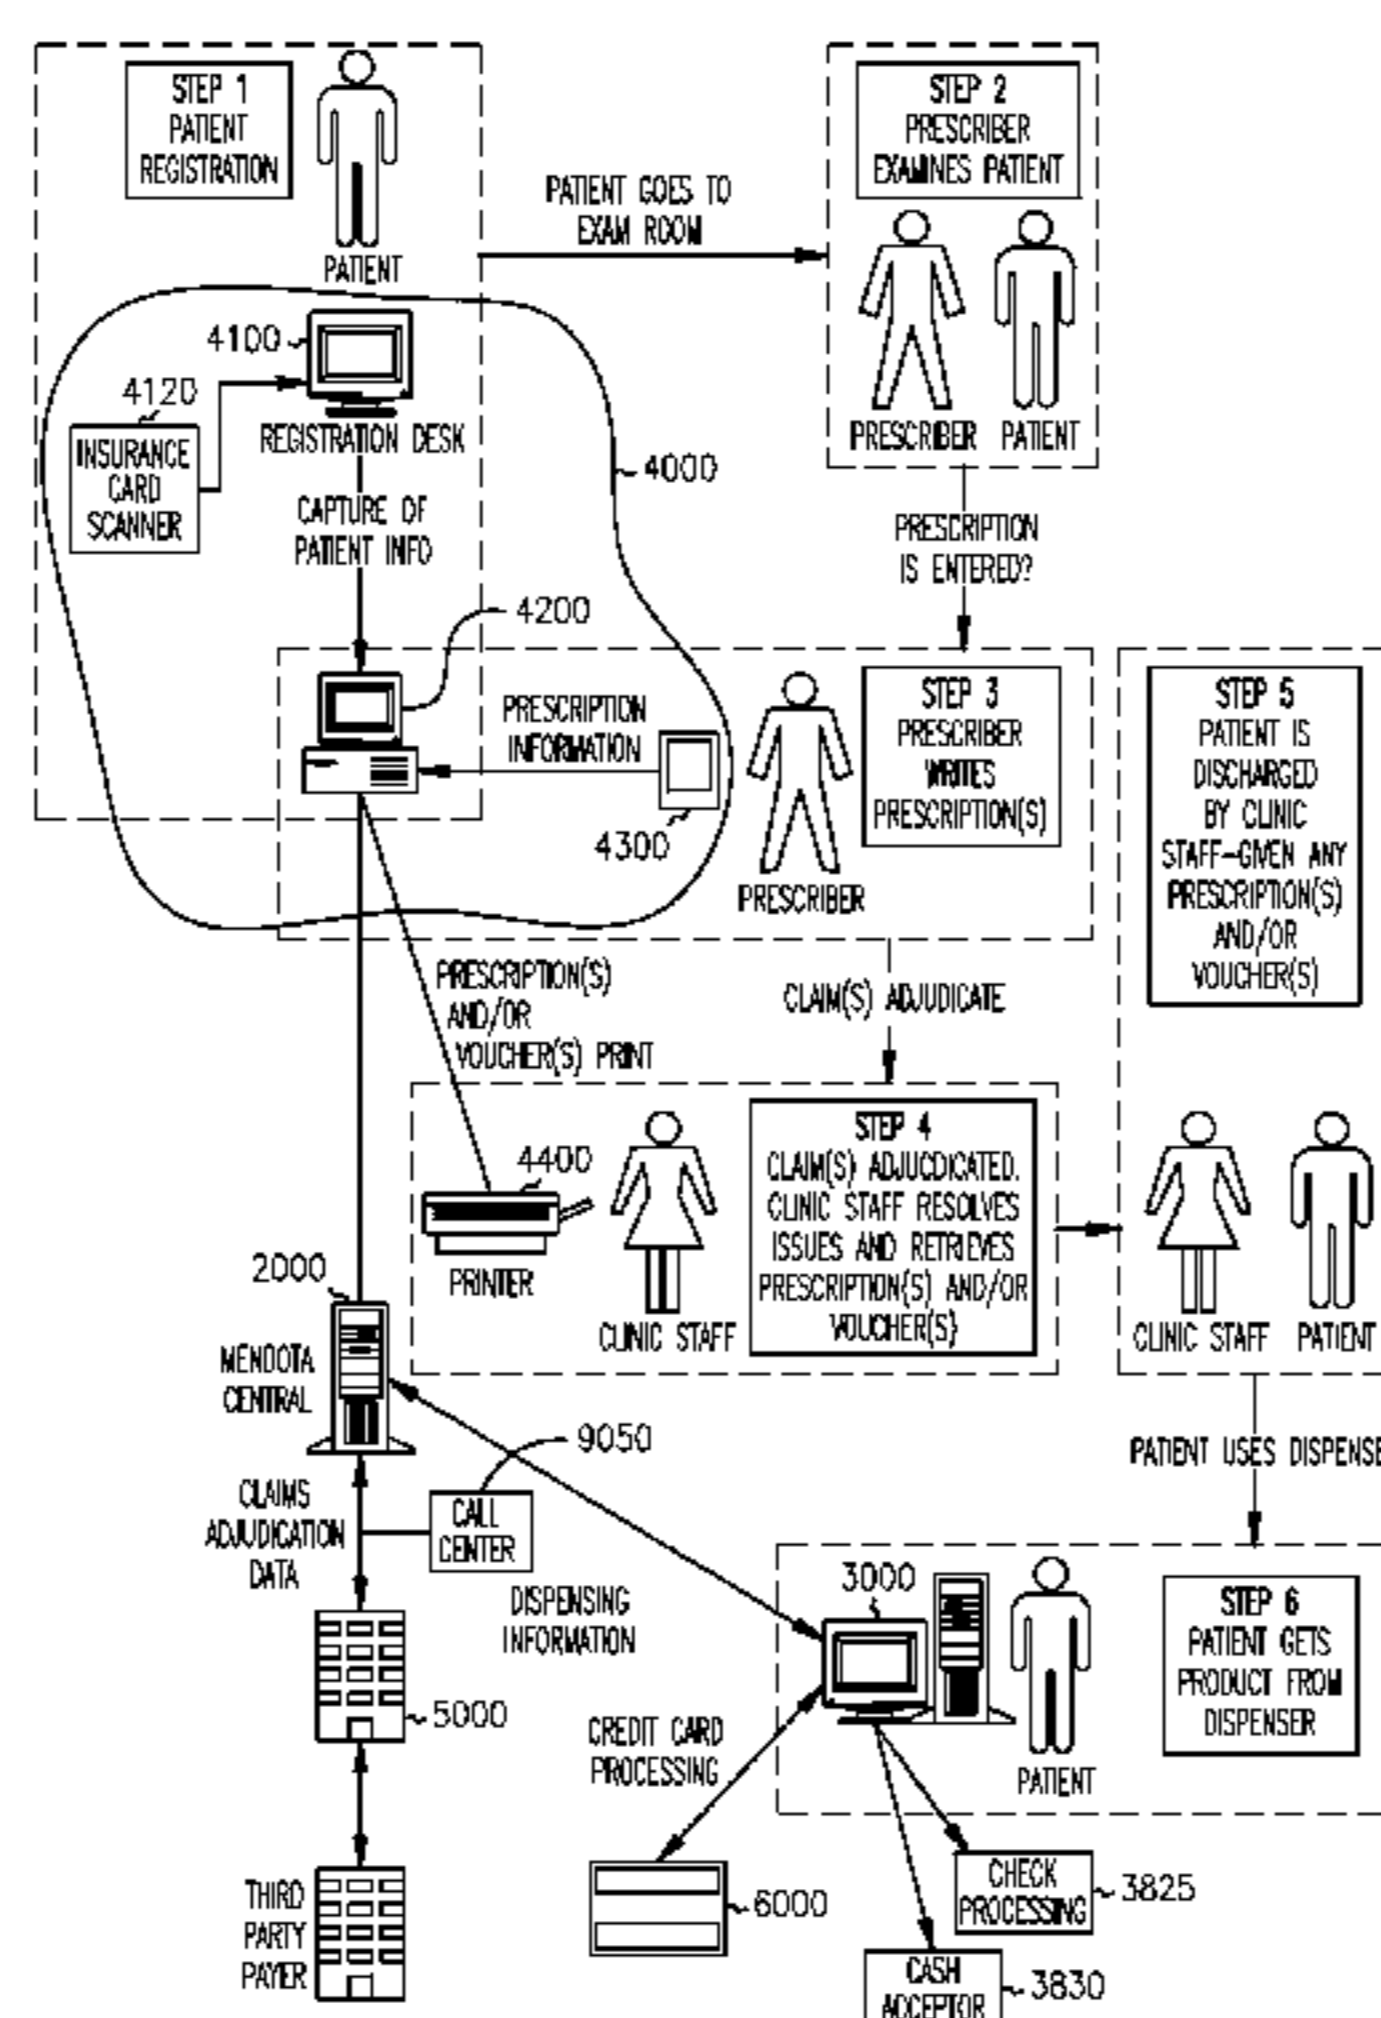 STEP 1
PATIENT
REGISTRATION
PATIENT
PATIENT GOES TO
EXAM ROOM
STEP 2
PRESCRIBER
EXAMINES PATIENT
PRESCRIBER PATIENT
4100
4120
REGISTRATION DESK
INSURANCE
CARD
SCANNER
4000
CAPTURE OF
PATIENT INFO
PRESCRIPTION
IS ENTERED?
4200
PRESCRIPTION
INFORMATION
4300
PRESCRIBER
STEP 3
PRESCRIBER
WRITES
PRESCRIPTION(S)
STEP 5
PATIENT IS
DISCHARGED
BY CLINIC
STAFF-GIVEN ANY
PRESCRIPTION(S)
AND/OR
VOUCHER(S)
PRESCRIPTION(S)
AND/OR
VOUCHER(S) PRINT
CLAIM(S) ADJUDICATE
4400
PRINTER
CLINIC STAFF
STEP 4
CLAIM(S) ADJUCDICATED.
CLINIC STAFF RESOLVES
ISSUES AND RETRIEVES
PRESCRIPTION(S) AND/OR
VOUCHER(S)
CLINIC STAFF PATIENT
2000
MENDOTA
CENTRAL
9050
CALL
CENTER
CLAIMS
ADJUDICATION
DATA
PATIENT USES DISPENSE
DISPENSING
INFORMATION
3000
PATIENT
STEP 6
PATIENT GETS
PRODUCT FROM
DISPENSER
5000
CREDIT CARD
PROCESSING
THIRD
PARTY
PAYER
6000
CHECK
PROCESSING
3825
CASH
ACCEPTOR
3830